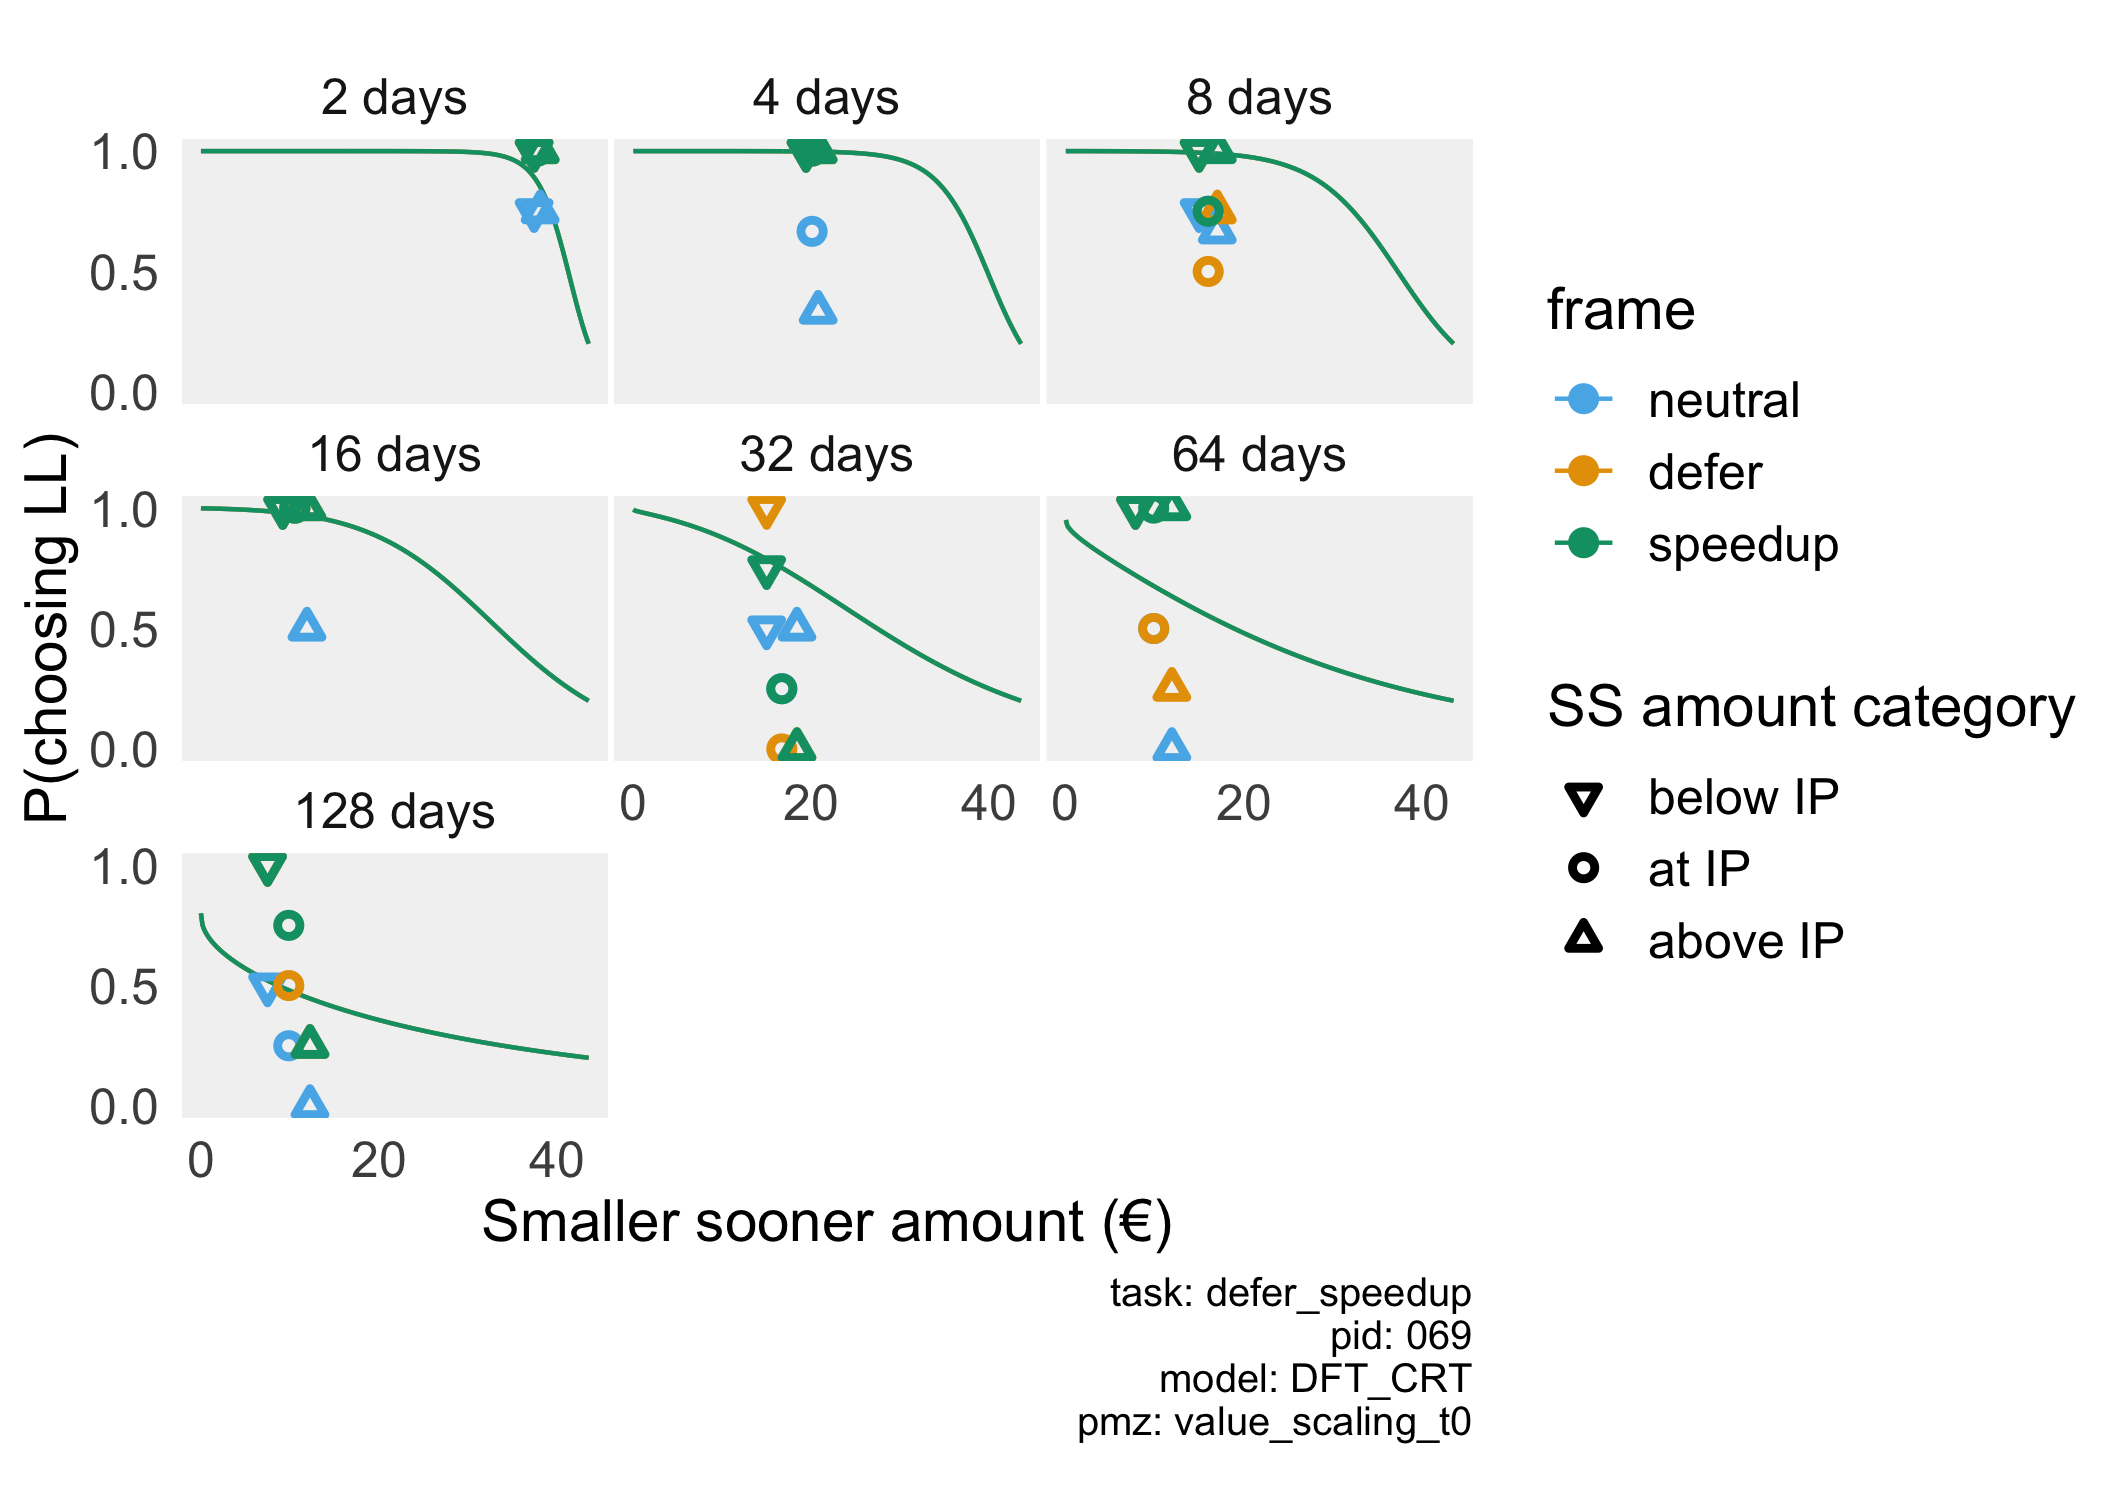 2 days
4 days
8 days
1.0
0.5
0.0
16 days
32 days
64 days
1.0
0.5
0.0
0
20
40
0
20
40
128 days
1.0
0.5
0.0
0
20
40
P(choosing LL)
Smaller sooner amount (€)
frame
neutral
defer
speedup
SS amount category
below IP
at IP
above IP
task: defer_speedup
pid: 069
model: DFT_CRT
pmz: value_scaling_t0